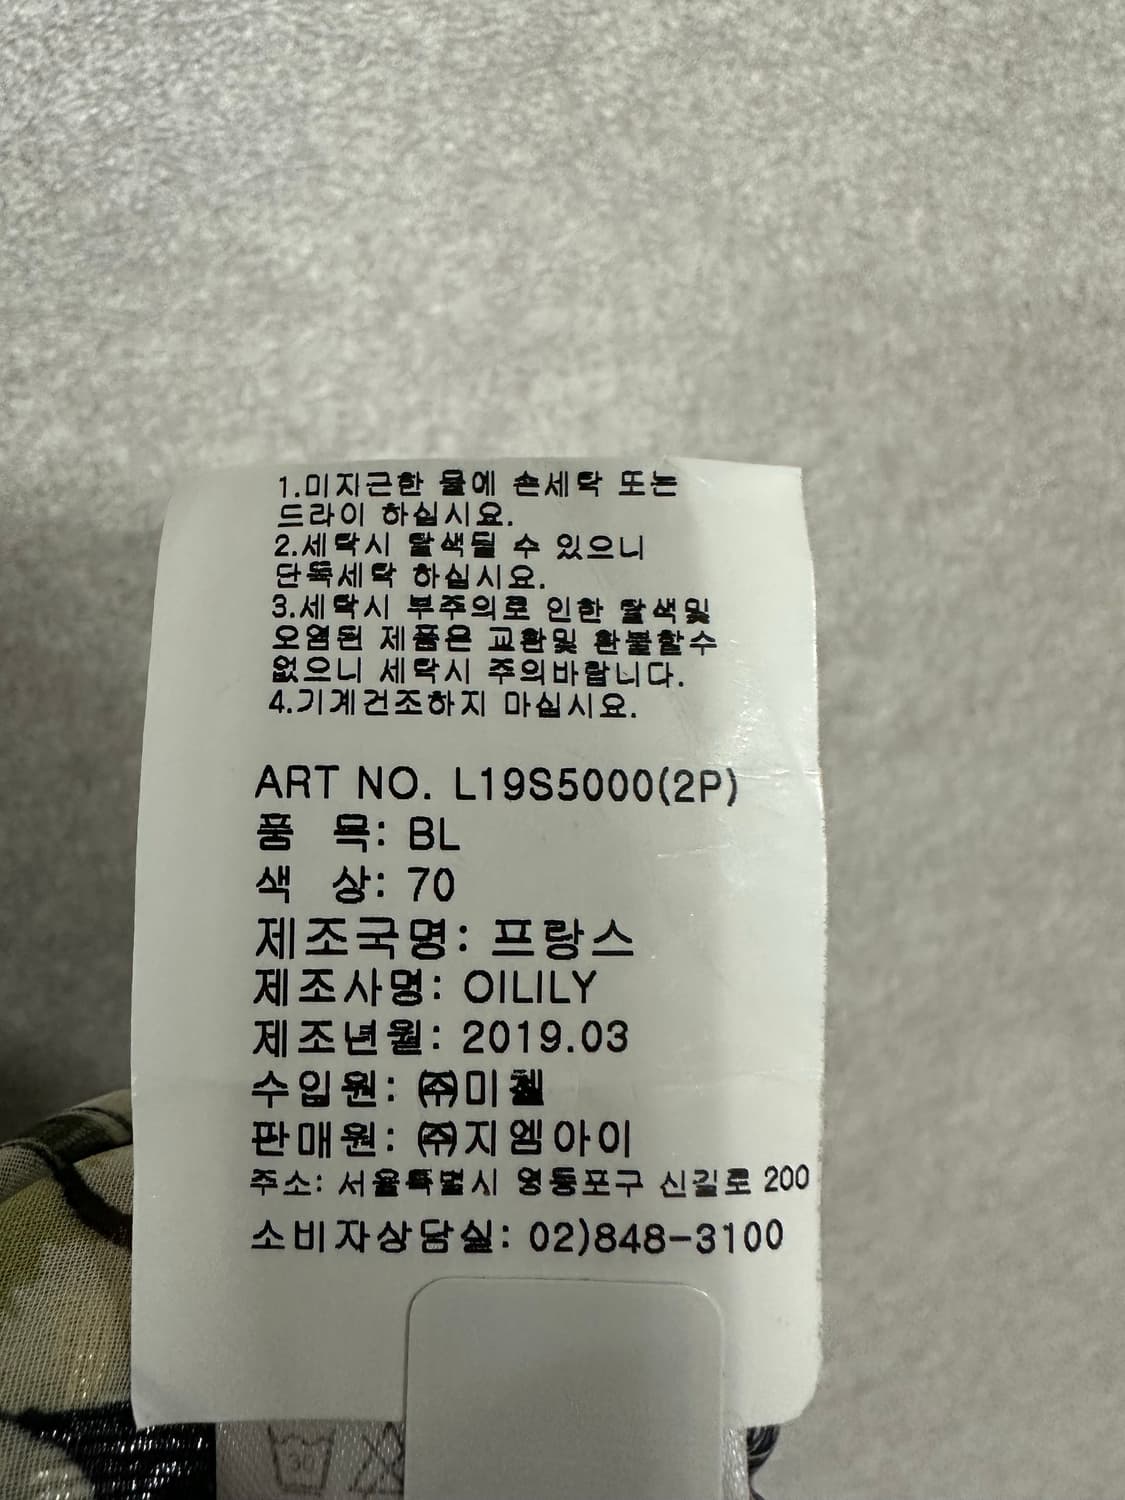 1.미지근한 물에 손세탁 또는
드라이 하십시요.
2.세탁시 탈색될 수 있으니
단독세탁 하십시요.
3.세탁시 부주의로 인한 탈색및
오염된 제품은 교환및 환불할수
없으니 세탁시 주의바랍니다.
4.기계건조하지 마십시요.
ART NO. L19S5000(2P)
품 목: BL
색 상: 70
제조국명: 프랑스
제조사명: OILILY
제조년월: 2019.03
수입원: ㈜미첼
판매원: ㈜지엠아이
주소: 서울특별시 영등포구 신길로 200
소비자상담실: 02)848-3100
30